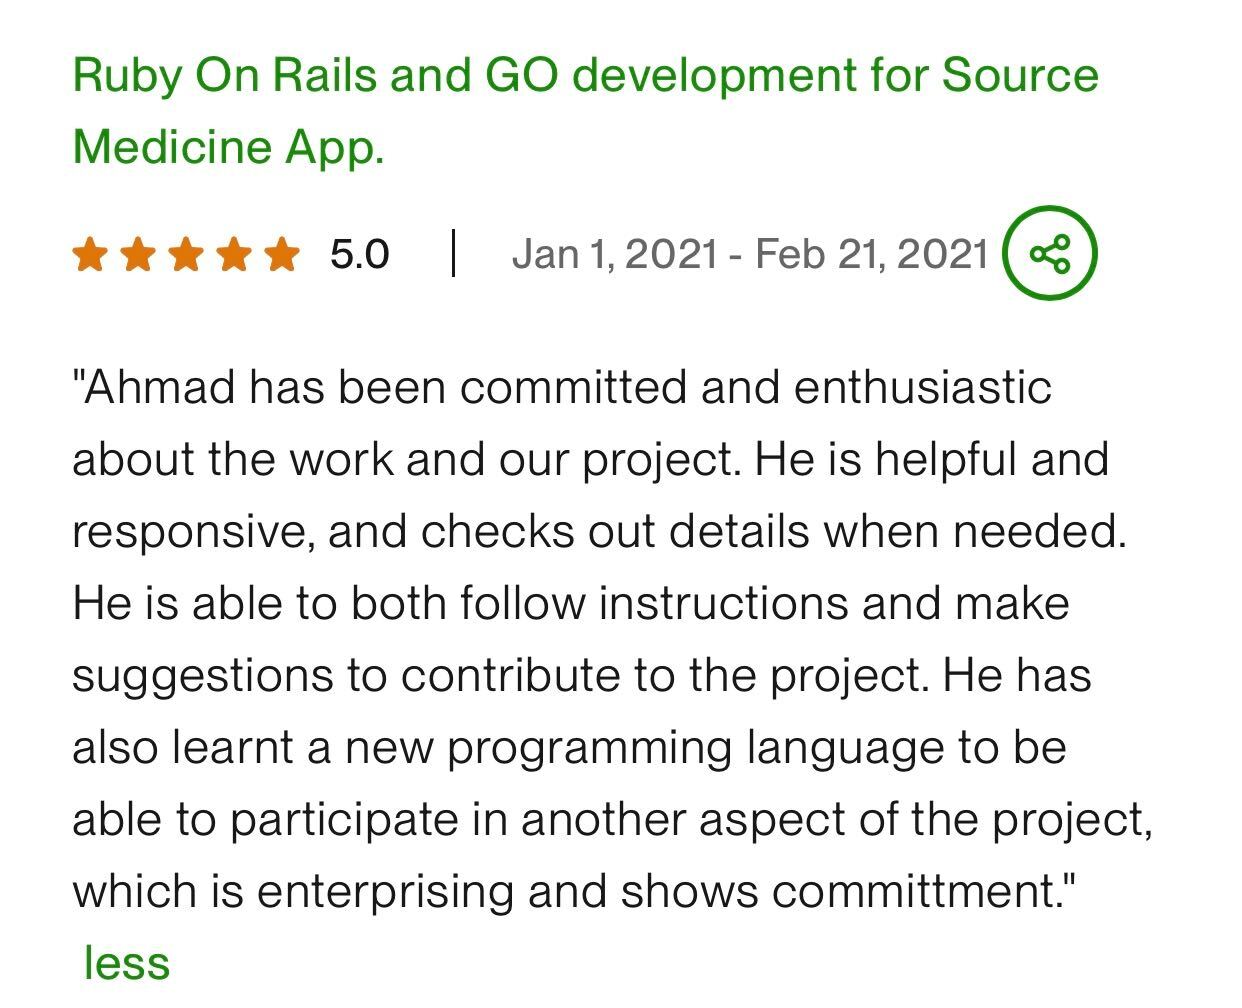 Ruby On Rails and GO development for Source
Medicine App.
5.0 | Jan 1, 2021 - Feb 21, 2021
"Ahmad has been committed and enthusiastic
about the work and our project. He is helpful and
responsive, and checks out details when needed.
He is able to both follow instructions and make
suggestions to contribute to the project. He has
also learnt a new programming language to be
able to participate in another aspect of the project,
which is enterprising and shows committment."
less